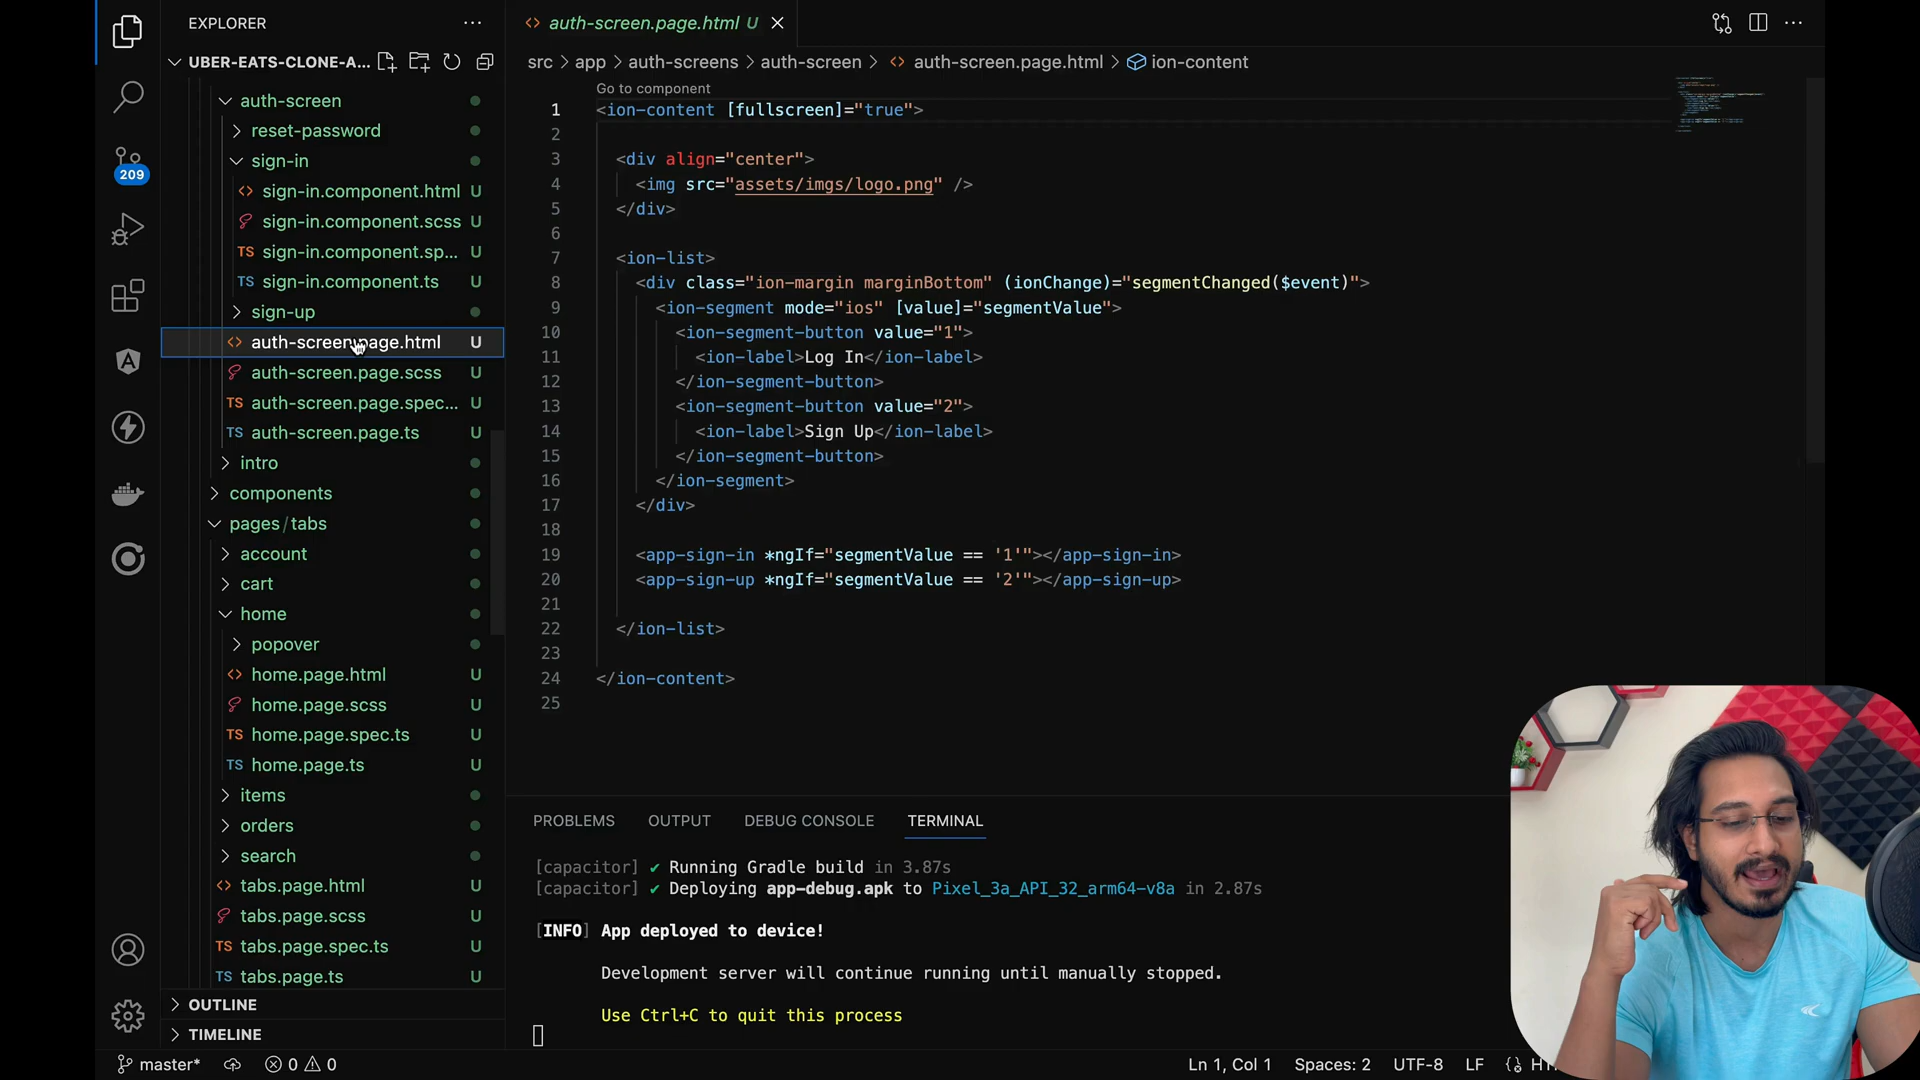 EXPLORER
UBER-EATS-CLONE-A...
auth-screen
reset-password
sign-in
sign-in.component.html U
sign-in.component.scss U
TS sign-in.component.sp... U
TS sign-in.component.ts U
sign-up
auth-screen.page.html U
auth-screen.page.scss U
TS auth-screen.page.spec... U
TS auth-screen.page.ts U
intro
components
pages/tabs
account
cart
home
popover
home.page.html U
home.page.scss U
TS home.page.spec.ts U
TS home.page.ts U
items
orders
search
tabs.page.html U
tabs.page.scss U
TS tabs.page.spec.ts U
TS tabs.page.ts U
OUTLINE
TIMELINE
209
auth-screen.page.html U
src > app > auth-screens > auth-screen > auth-screen.page.html > ion-content
Go to component
1 <ion-content [fullscreen]="true">
2
3 <div align="center">
4 <img src="assets/imgs/logo.png" />
5 </div>
6
7 <ion-list>
8 <div class="ion-margin marginBottom" (ionChange)="segmentChanged($event)">
9 <ion-segment mode="ios" [value]="segmentValue">
10 <ion-segment-button value="1">
11 <ion-label>Log In</ion-label>
12 </ion-segment-button>
13 <ion-segment-button value="2">
14 <ion-label>Sign Up</ion-label>
15 </ion-segment-button>
16 </ion-segment>
17 </div>
18
19 <app-sign-in *ngIf="segmentValue == '1'"></app-sign-in>
20 <app-sign-up *ngIf="segmentValue == '2'"></app-sign-up>
21
22 </ion-list>
23
24 </ion-content>
25
PROBLEMS OUTPUT DEBUG CONSOLE TERMINAL
[capacitor] ✔ Running Gradle build in 3.87s
[capacitor] ✔ Deploying app-debug.apk to Pixel_3a_API_32_arm64-v8a in 2.87s
[INFO] App deployed to device!
Development server will continue running until manually stopped.
Use Ctrl+C to quit this process
master* 0 0 Ln 1, Col 1 Spaces: 2 UTF-8 LF